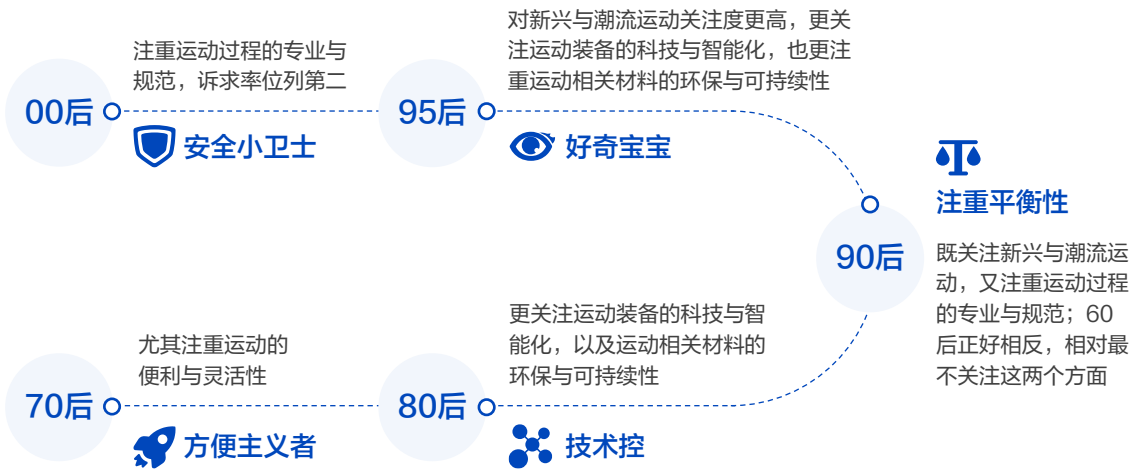 00后
注重运动过程的专业与
规范，诉求率位列第二
安全小卫士
95后
对新兴与潮流运动关注度更高，更关
注运动装备的科技与智能化，也更注
重运动相关材料的环保与可持续性
好奇宝宝
90后
注重平衡性
既关注新兴与潮流运
动，又注重运动过程
的专业与规范；60
后正好相反，相对最
不关注这两个方面
80后
更关注运动装备的科技与智
能化，以及运动相关材料的
环保与可持续性
技术控
70后
尤其注重运动的
便利与灵活性
方便主义者